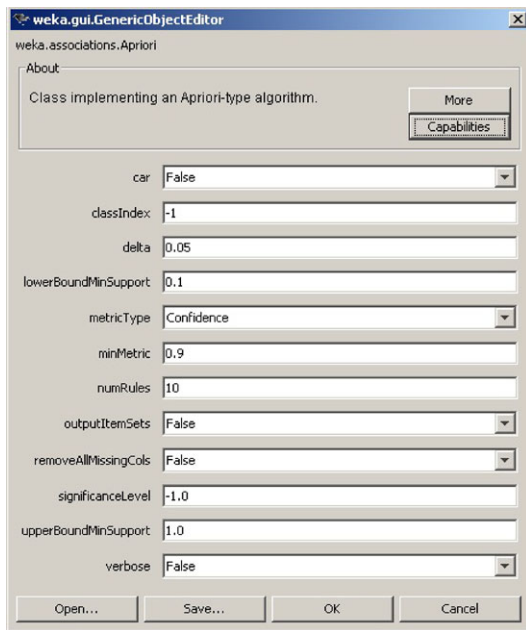 weka.gui.GenericObjectEditor
weka.associations.Apriori
About
Class implementing an Apriori-type algorithm.
More
Capabilities
car False
classIndex -1
delta 0.05
lowerBoundMinSupport 0.1
metricType Confidence
minMetric 0.9
numRules 10
outputItemSets False
removeAllMissingCols False
significanceLevel -1.0
upperBoundMinSupport 1.0
verbose False
Open... Save... OK Cancel